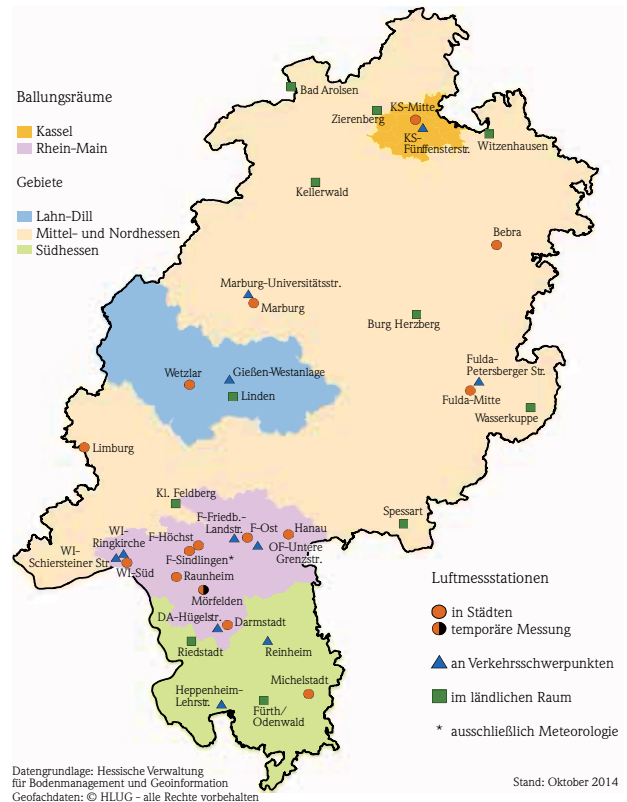 Ballungsräume
Kassel
Rhein-Main
Gebiete
Lahn-Dill
Mittel- und Nordhessen
Südhessen
Bad Arolsen
KS-Mitte
Zierenberg
KS-
Fünffensterstr.
Witzenhausen
Kellerwald
Bebra
Marburg-Universitätsstr.
Marburg
Burg Herzberg
Wetzlar
Gießen-Westanlage
Linden
Fulda-
Petersberger Str.
Fulda-Mitte
Wasserkuppe
Limburg
Kl. Feldberg
Spessart
F-Friedb.-
Landstr.
F-Ost
Hanau
WI-
Ringkirche
F-Höchst
F-Sindlingen*
OF-Untere
Grenzstr.
WI-
Schiersteiner Str.
WI-Süd
Raunheim
Mörfelden
DA-Hügelstr.
Darmstadt
Riedstadt
Reinheim
Heppenheim-
Lehrstr.
Michelstadt
Fürth/
Odenwald
Luftmessstationen
in Städten
temporäre Messung
an Verkehrsschwerpunkten
im ländlichen Raum
* ausschließlich Meteorologie
Datengrundlage: Hessische Verwaltung
für Bodenmanagement und Geoinformation
Geofachdaten: © HLUG - alle Rechte vorbehalten
Stand: Oktober 2014